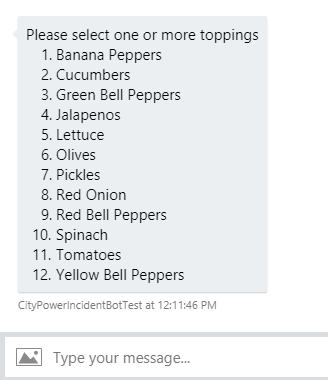 Please select one or more toppings
1. Banana Peppers
2. Cucumbers
3. Green Bell Peppers
4. Jalapenos
5. Lettuce
6. Olives
7. Pickles
8. Red Onion
9. Red Bell Peppers
10. Spinach
11. Tomatoes
12. Yellow Bell Peppers
CityPowerIncidentBotTest at 12:11:46 PM
Type your message...